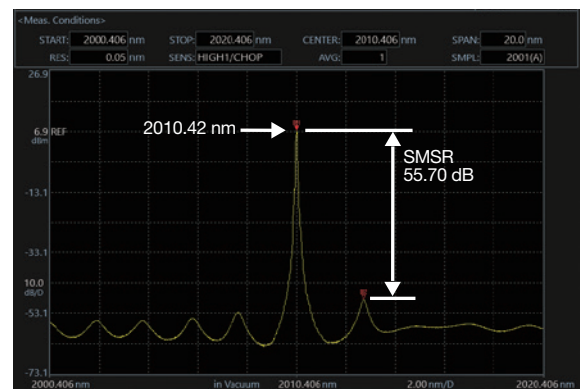 <Meas. Conditions>
START: 2000.406 nm STOP: 2020.406 nm CENTER: 2010.406 nm SPAN: 20.0 nm
RES: 0.05 nm SENS: HIGH1/CHOP AVG: 1 SMPL: 2001(A)
26.9
6.9 REF
dBm
2010.42 nm
SMSR
55.70 dB
-13.1
-33.1
10.0
dB/D
-53.1
-73.1
2000.406 nm in Vacuum 2010.406 nm 2.00 nm/D 2020.406 nm